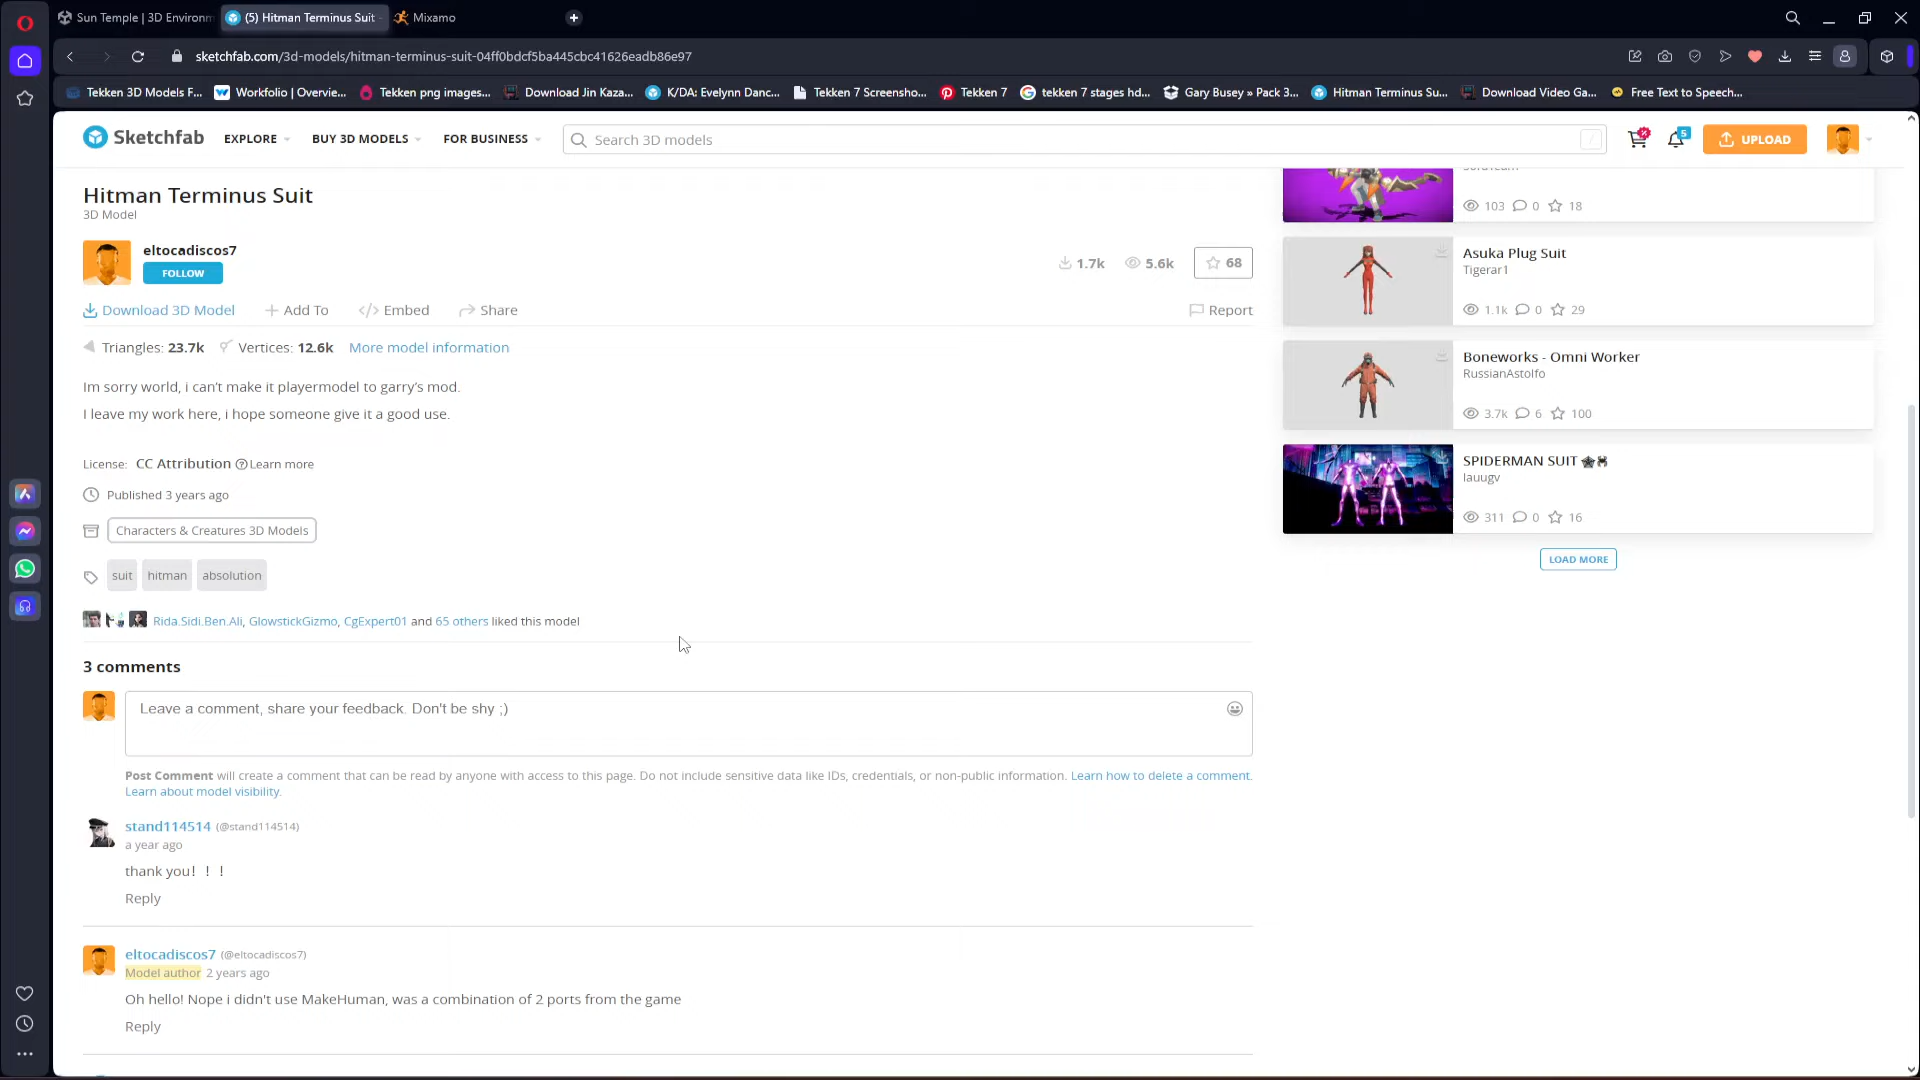 Sun Temple | 3D Environm
(5) Hitman Terminus Suit -
Mixamo
sketchfab.com/3d-models/hitman-terminus-suit-04ff0bdcf5ba445cbc41626eadb86e97
Tekken 3D Models F...
Workfolio | Overvie...
Tekken png images...
Download Jin Kaza...
K/DA: Evelynn Danc...
Tekken 7 Screensho...
Tekken 7
tekken 7 stages hd...
Gary Busey » Pack 3...
Hitman Terminus Su...
Download Video Ga...
Free Text to Speech...
Sketchfab
EXPLORE
BUY 3D MODELS
FOR BUSINESS
Search 3D models
/
5
UPLOAD
Hitman Terminus Suit
3D Model
eltocadiscos7
FOLLOW
1.7k
5.6k
68
Download 3D Model
Add To
Embed
Share
Report
Triangles: 23.7k
Vertices: 12.6k
More model information
Im sorry world, i can't make it playermodel to garry's mod.
I leave my work here, i hope someone give it a good use.
License: CC Attribution
Learn more
Published 3 years ago
Characters & Creatures 3D Models
suit
hitman
absolution
Rida.Sidi.Ben.Ali, GlowstickGizmo, CgExpert01 and 65 others liked this model
3 comments
Leave a comment, share your feedback. Don't be shy ;)
Post Comment will create a comment that can be read by anyone with access to this page. Do not include sensitive data like IDs, credentials, or non-public information. Learn how to delete a comment.
Learn about model visibility.
stand114514 (@stand114514)
a year ago
thank you！！！
Reply
eltocadiscos7 (@eltocadiscos7)
Model author 2 years ago
Oh hello! Nope i didn't use MakeHuman, was a combination of 2 ports from the game
Reply
103 0 18
Asuka Plug Suit
Tigerar1
1.1k 0 29
Boneworks - Omni Worker
RussianAstolfo
3.7k 6 100
SPIDERMAN SUIT
lauugv
311 0 16
LOAD MORE